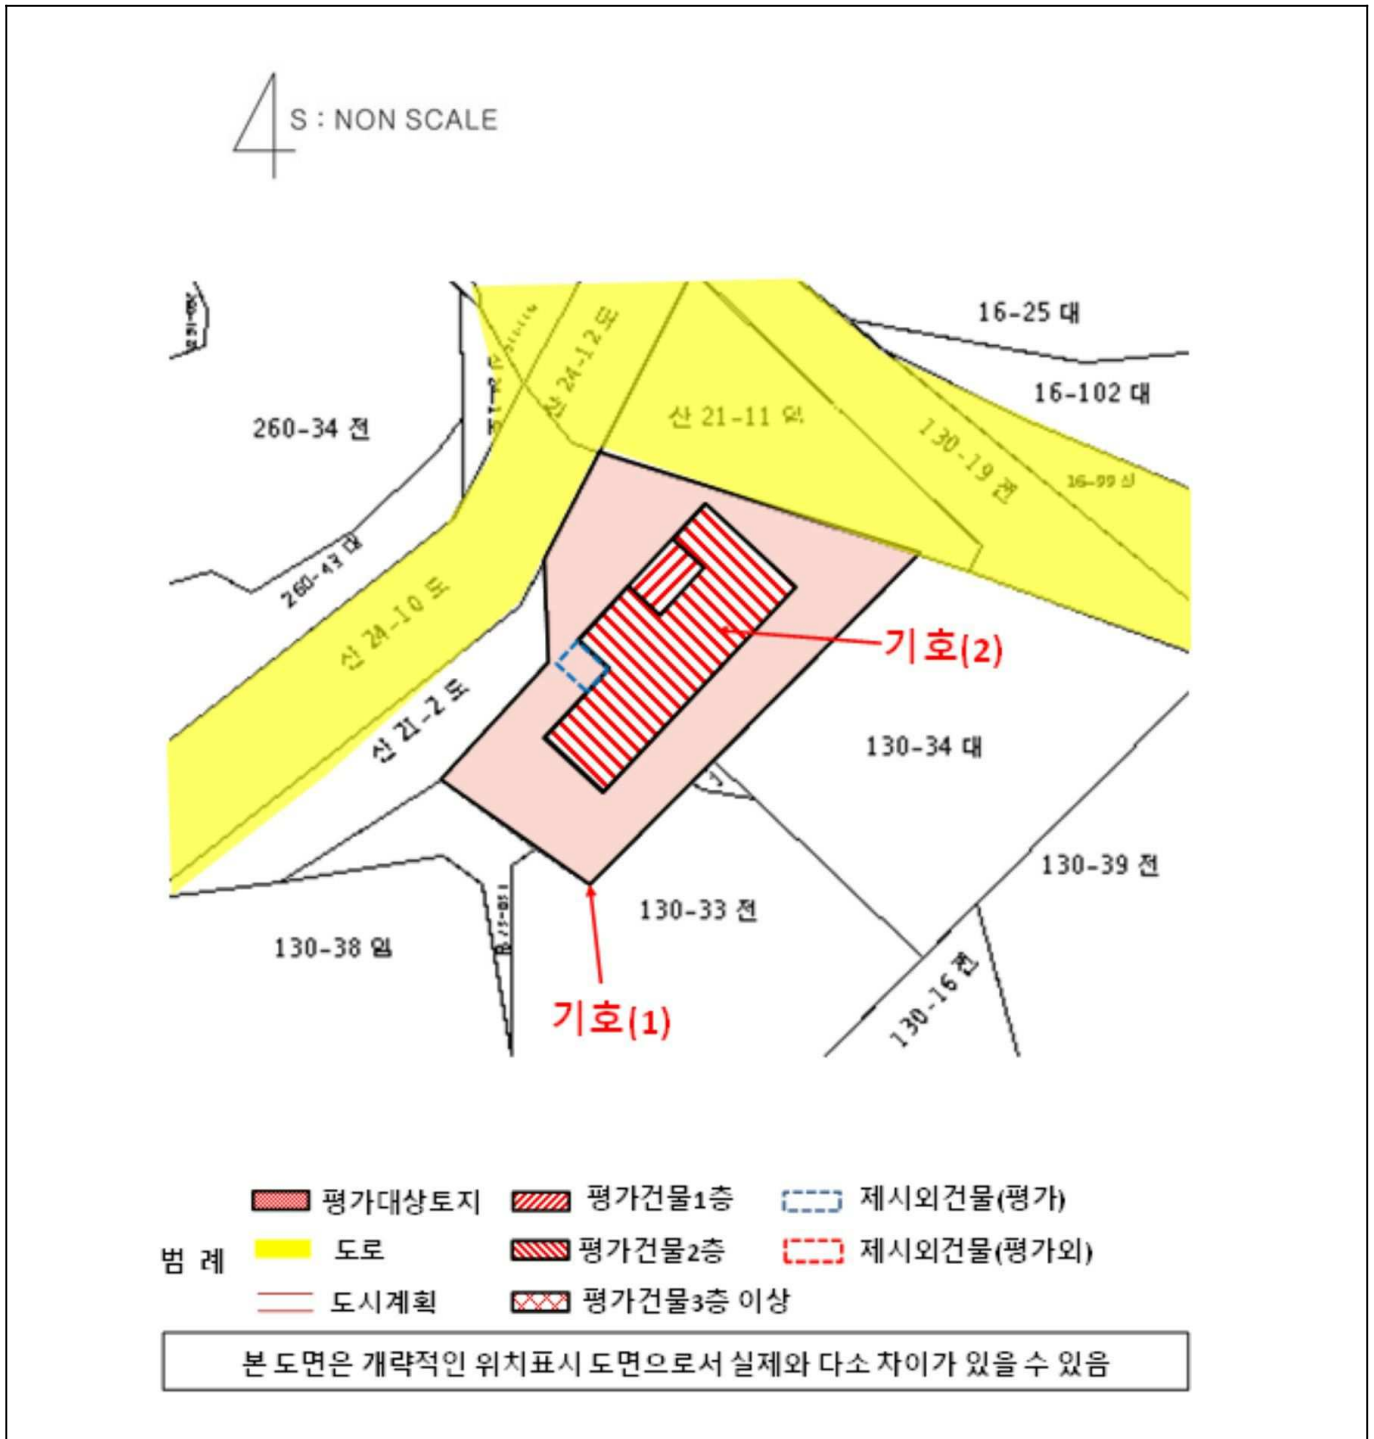 S : NON SCALE
16-25 대
16-102 대
260-34 전
산 24-12 도
산 21-11 임
130-19 전
16-99
260-43 대
산 24-10 도
산 21-2 도
기호(2)
130-34 대
130-39 전
130-33 전
130-38 임
130-16 전
기호(1)
평가대상토지
평가건물1층
제시외건물(평가)
범 례
도로
평가건물2층
제시외건물(평가외)
도시계획
평가건물3층 이상
본 도면은 개략적인 위치표시 도면으로서 실제와 다소 차이가 있을 수 있음